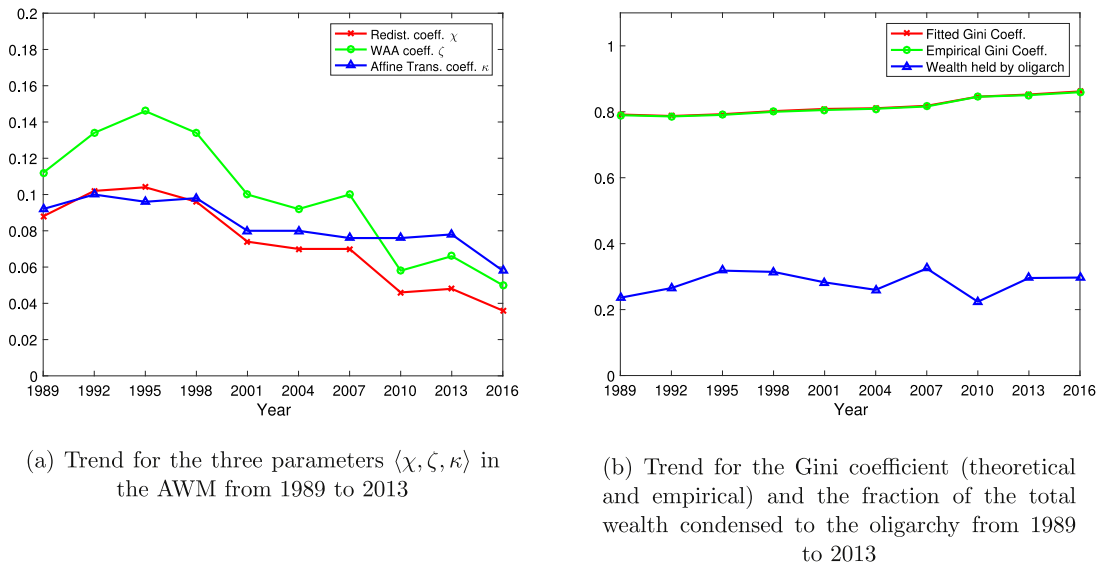 0.2
0.18
0.16
0.14
0.12
0.1
0.08
0.06
0.04
0.02
0
Redist. coeff. χ
WAA coeff. ζ
Affine Trans. coeff. κ
1989 1992 1995 1998 2001 2004 2007 2010 2013 2016
Year
(a) Trend for the three parameters ⟨χ, ζ, κ⟩ in
the AWM from 1989 to 2013
1
0.8
0.6
0.4
0.2
0
Fitted Gini Coeff.
Empirical Gini Coeff.
Wealth held by oligarch
1989 1992 1995 1998 2001 2004 2007 2010 2013 2016
Year
(b) Trend for the Gini coefficient (theoretical
and empirical) and the fraction of the total
wealth condensed to the oligarchy from 1989
to 2013